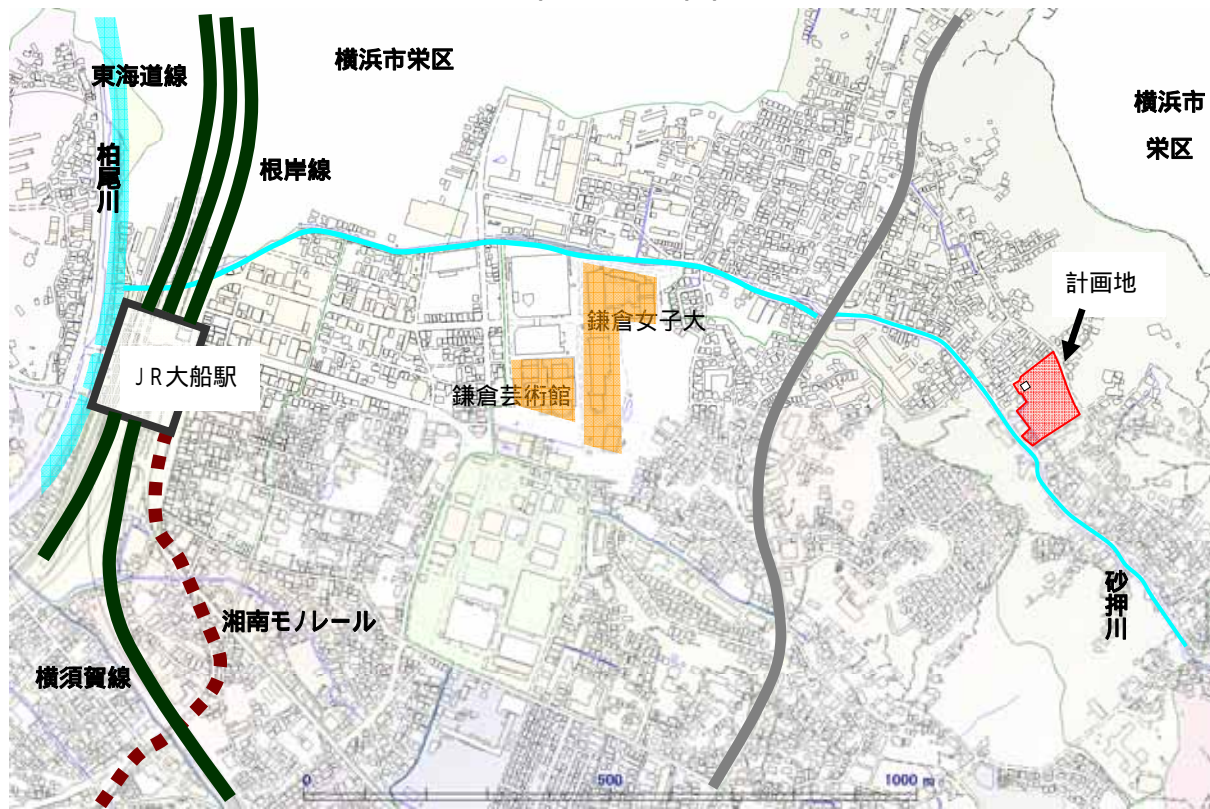 東海道線
横浜市栄区
横浜市
栄区
柏尾川
根岸線
計画地
鎌倉女子大
JR大船駅
鎌倉芸術館
砂押川
湘南モノレール
横須賀線
0 500 1000 m